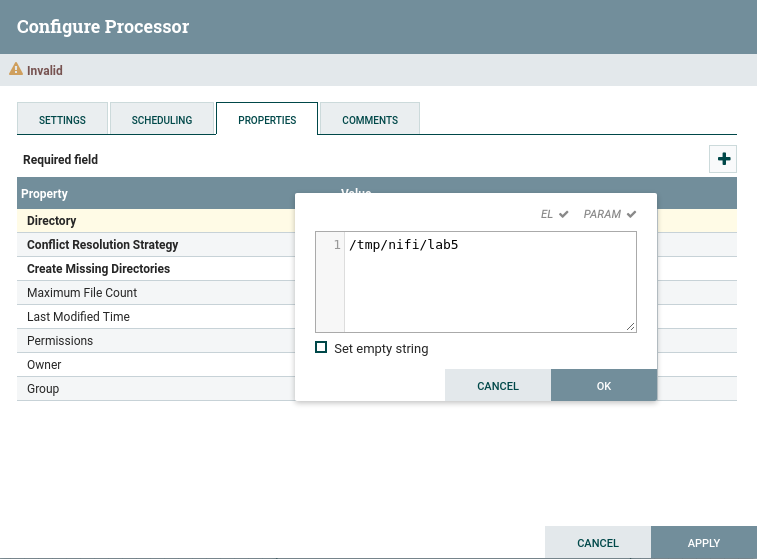 Configure Processor
Invalid
SETTINGS SCHEDULING PROPERTIES COMMENTS
Required field
Property Value
EL PARAM
Directory
1 /tmp/nifi/lab5
Conflict Resolution Strategy
Create Missing Directories
Maximum File Count
Last Modified Time
Permissions
Set empty string
Owner
CANCEL OK
Group
CANCEL APPLY